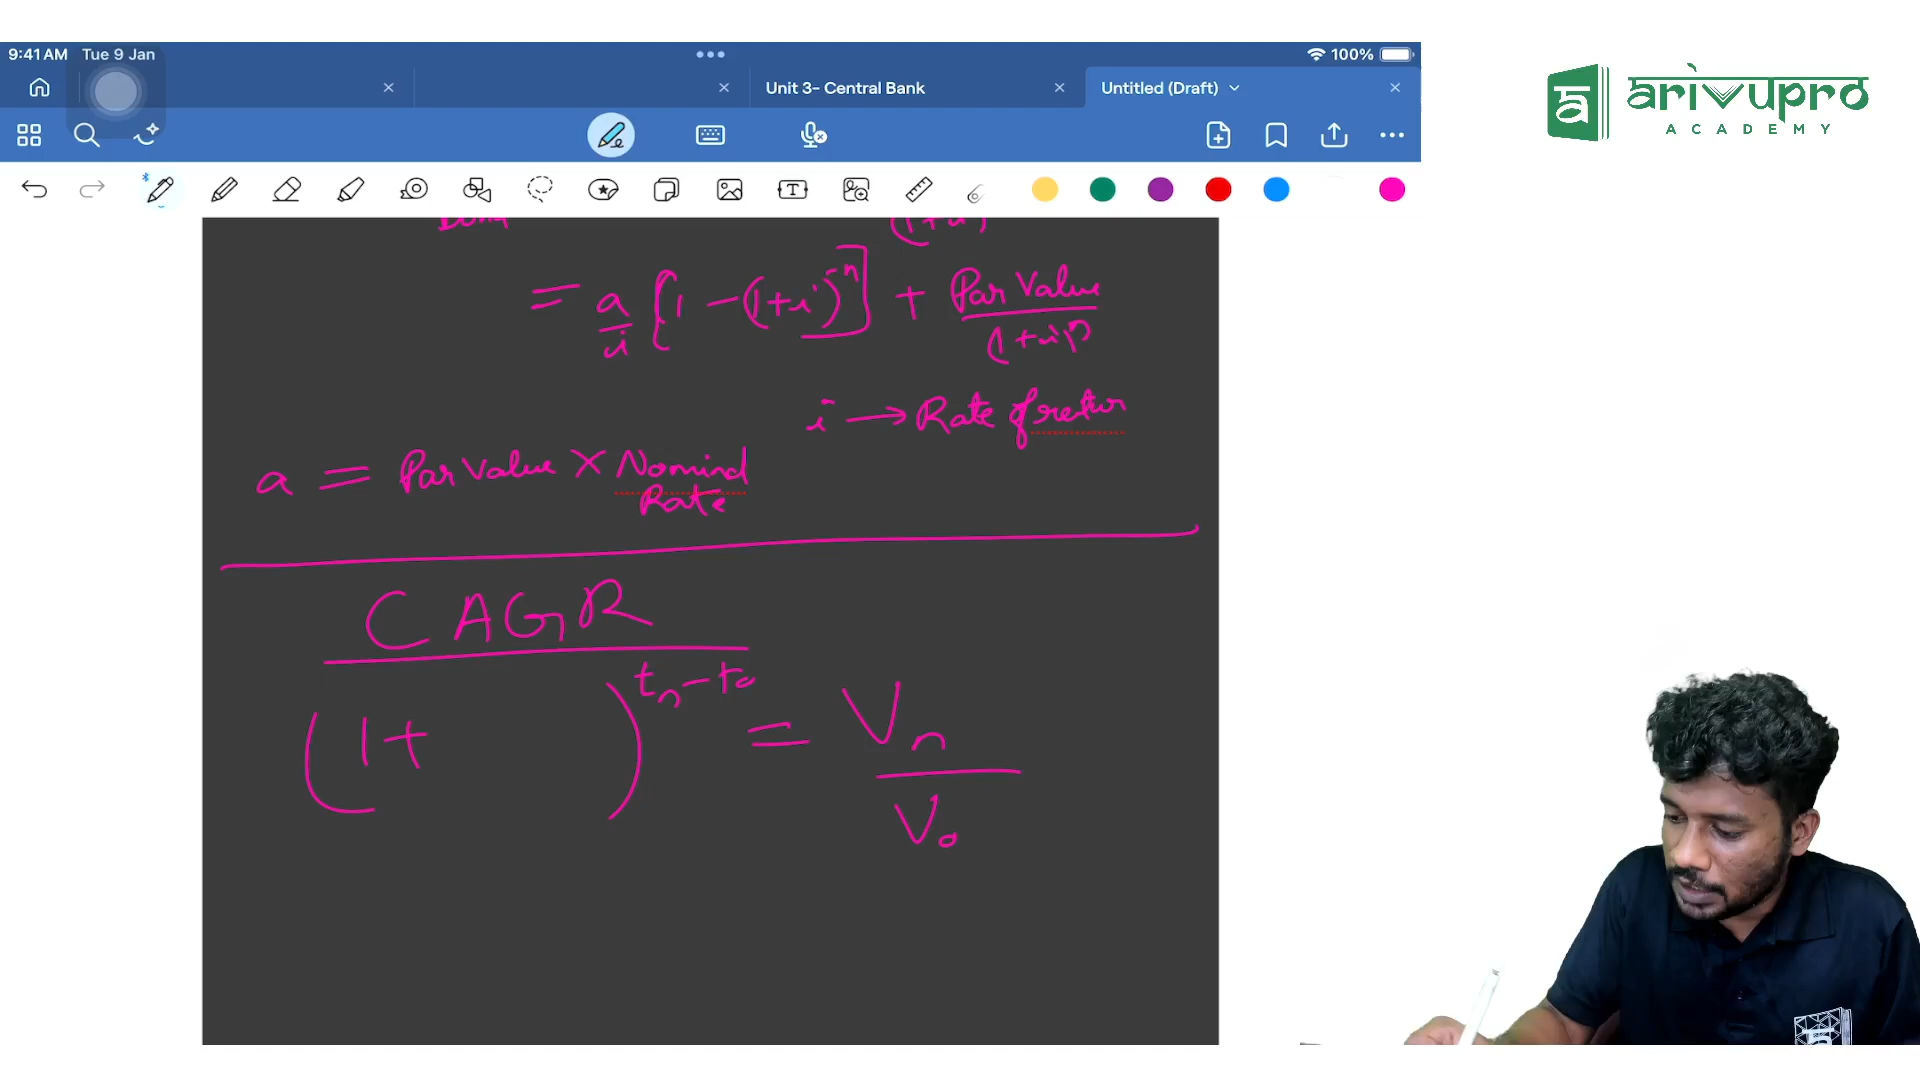 9:41 AM Tue 9 Jan
100%
Unit 3- Central Bank
Untitled (Draft)
arivupro
ACADEMY
= a/i [1 - (1+i)^-n] + Par Value/(1+i)^n
i → Rate of retur
a = Par Value × Nominal
Rate
CAGR
(1+ )^(tn - t0) = Vn/V0